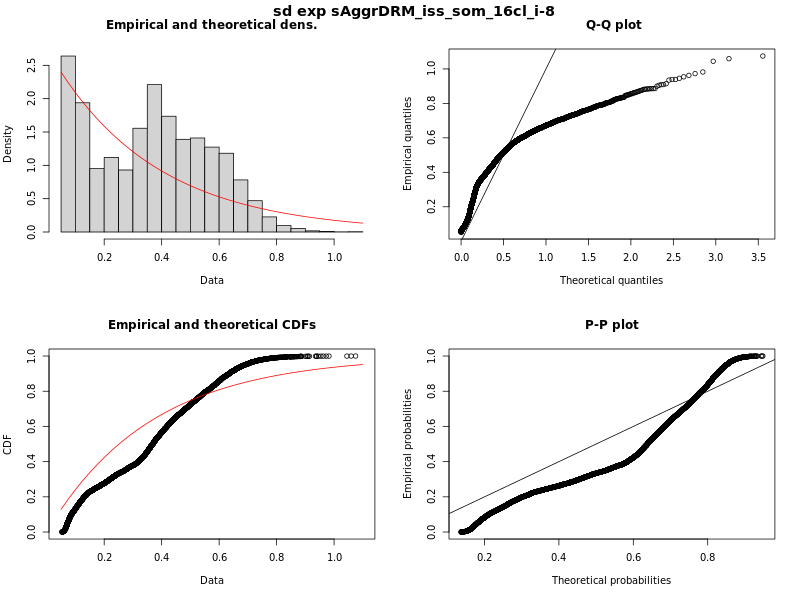 sd exp sAggrDRM_iss_som_16cl_i-8
Empirical and theoretical dens.
Density
0.0 0.5 1.0 1.5 2.0 2.5
0.2 0.4 0.6 0.8 1.0
Data
Q-Q plot
Empirical quantiles
0.2 0.4 0.6 0.8 1.0
0.0 0.5 1.0 1.5 2.0 2.5 3.0 3.5
Theoretical quantiles
Empirical and theoretical CDFs
CDF
0.0 0.2 0.4 0.6 0.8 1.0
0.2 0.4 0.6 0.8 1.0
Data
P-P plot
Empirical probabilities
0.0 0.2 0.4 0.6 0.8 1.0
0.2 0.4 0.6 0.8
Theoretical probabilities